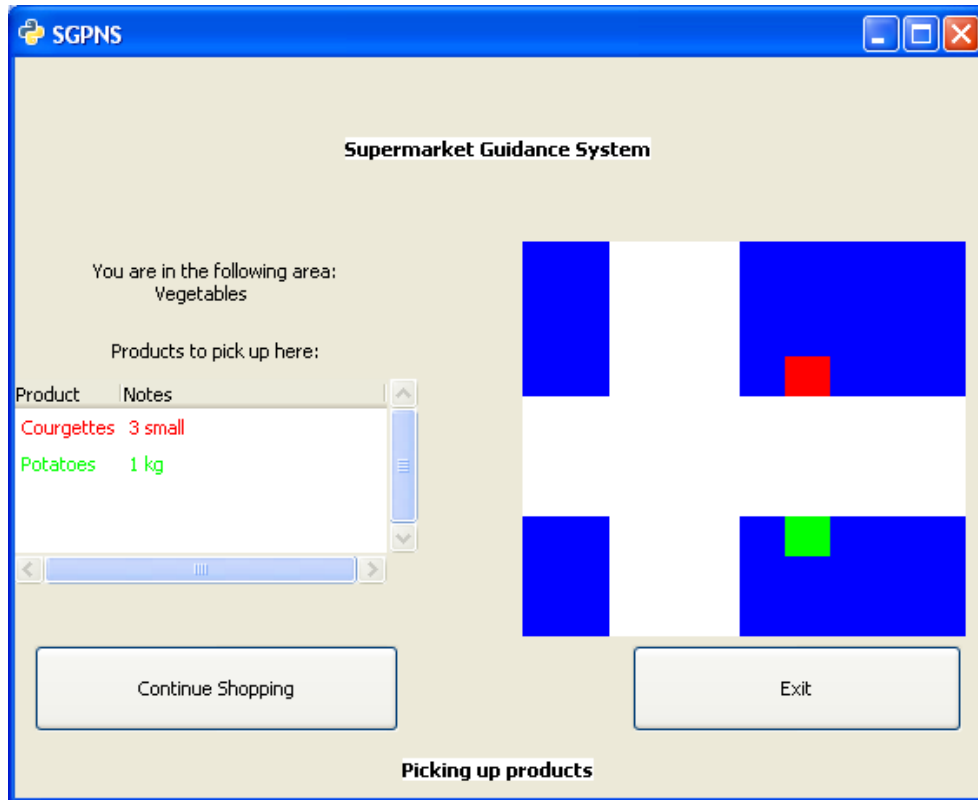 SGPNS
Supermarket Guidance System
You are in the following area:
Vegetables
Products to pick up here:
Product Notes
Courgettes 3 small
Potatoes 1 kg
Continue Shopping
Exit
Picking up products